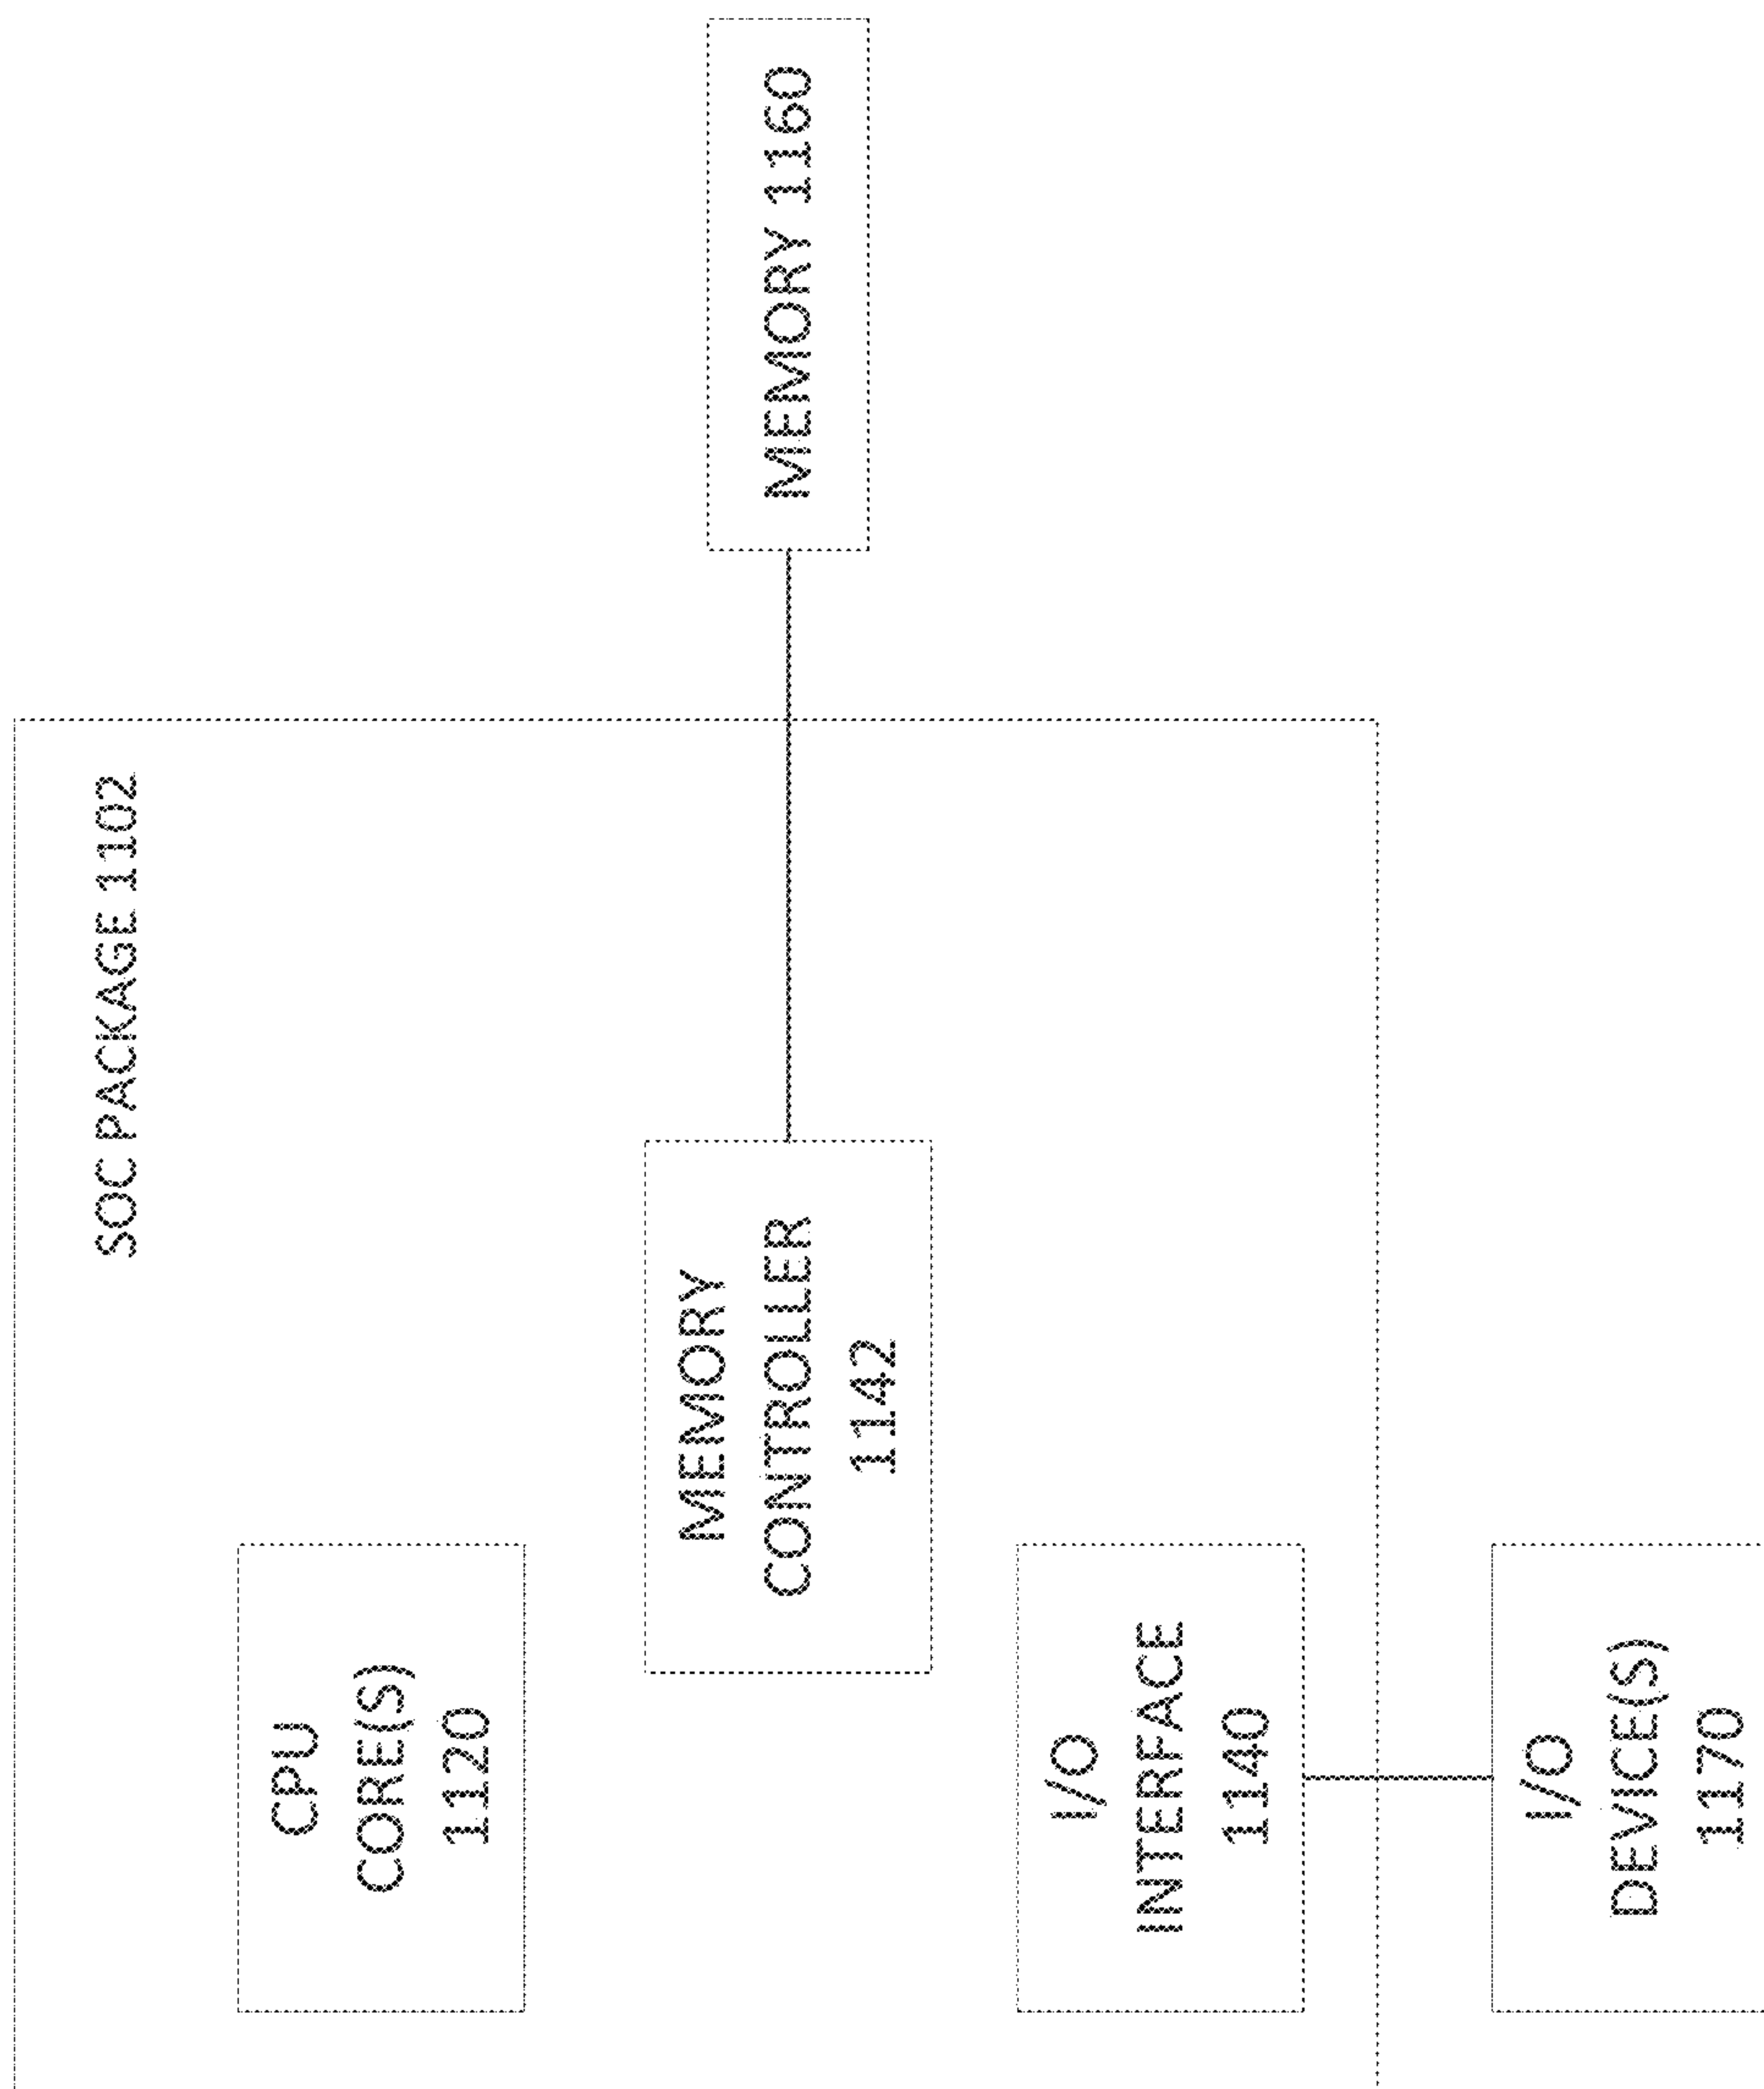 SOC PACKAGE 1102
CPU
CORE(S)
1120
MEMORY
CONTROLLER
1142
MEMORY 1160
I/O
INTERFACE
1140
I/O
DEVICE(S)
1170